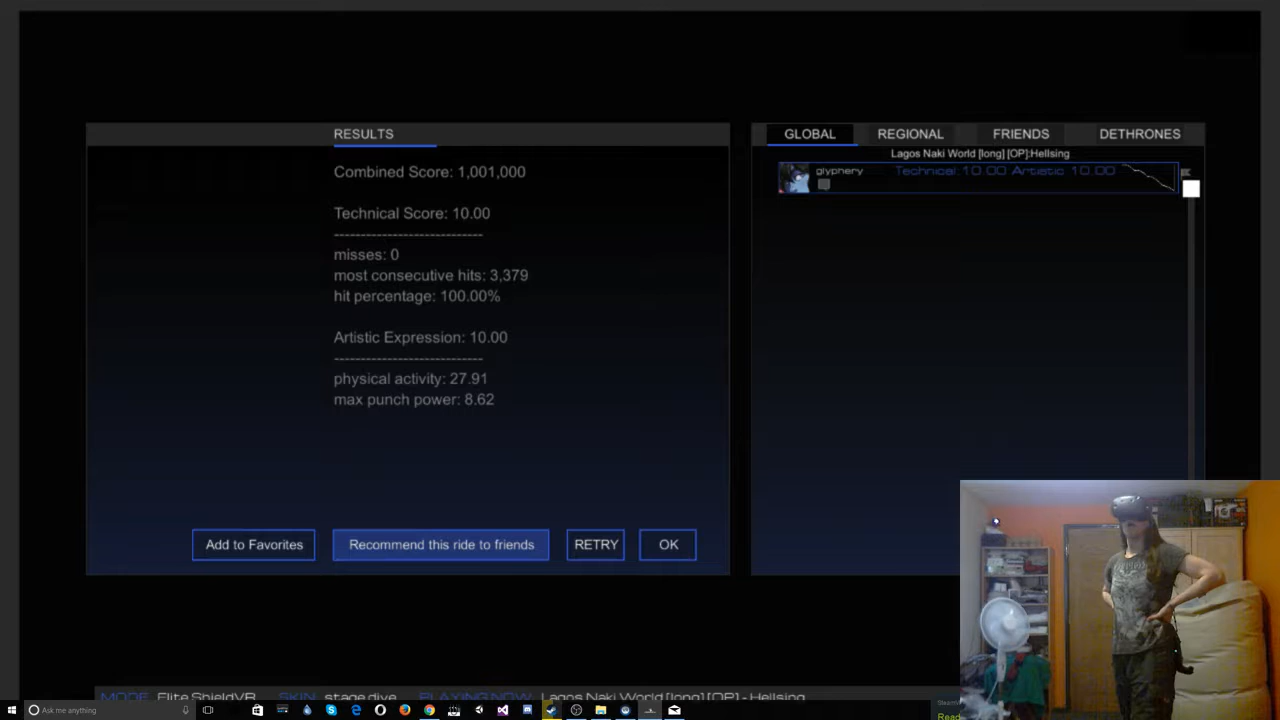 RESULTS
Combined Score: 1,001,000
Technical Score: 10.00
----------------------------
misses: 0
most consecutive hits: 3,379
hit percentage: 100.00%
Artistic Expression: 10.00
----------------------------
physical activity: 27.91
max punch power: 8.62
Add to Favorites
Recommend this ride to friends
RETRY
OK
GLOBAL REGIONAL FRIENDS DETHRONES
Lagos Naki World [long] [OP]:Hellsing
glyphery Technical 10.00 Artistic 10.00
MODE Elite ShieldVR SKIN stage dive PLAYING NOW Lagos Naki World [long] [OP] - Hellsing
Ask me anything